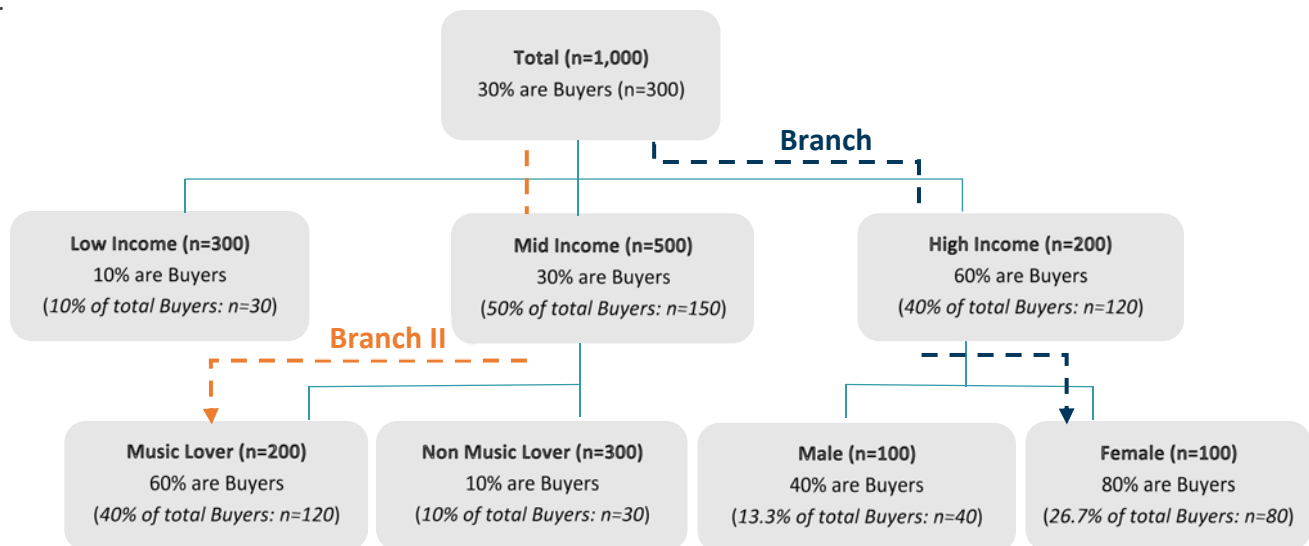 Total (n=1,000)
30% are Buyers (n=300)
Branch
Low Income (n=300)
10% are Buyers
(10% of total Buyers: n=30)
Mid Income (n=500)
30% are Buyers
(50% of total Buyers: n=150)
High Income (n=200)
60% are Buyers
(40% of total Buyers: n=120)
Branch II
Music Lover (n=200)
60% are Buyers
(40% of total Buyers: n=120)
Non Music Lover (n=300)
10% are Buyers
(10% of total Buyers: n=30)
Male (n=100)
40% are Buyers
(13.3% of total Buyers: n=40)
Female (n=100)
80% are Buyers
(26.7% of total Buyers: n=80)